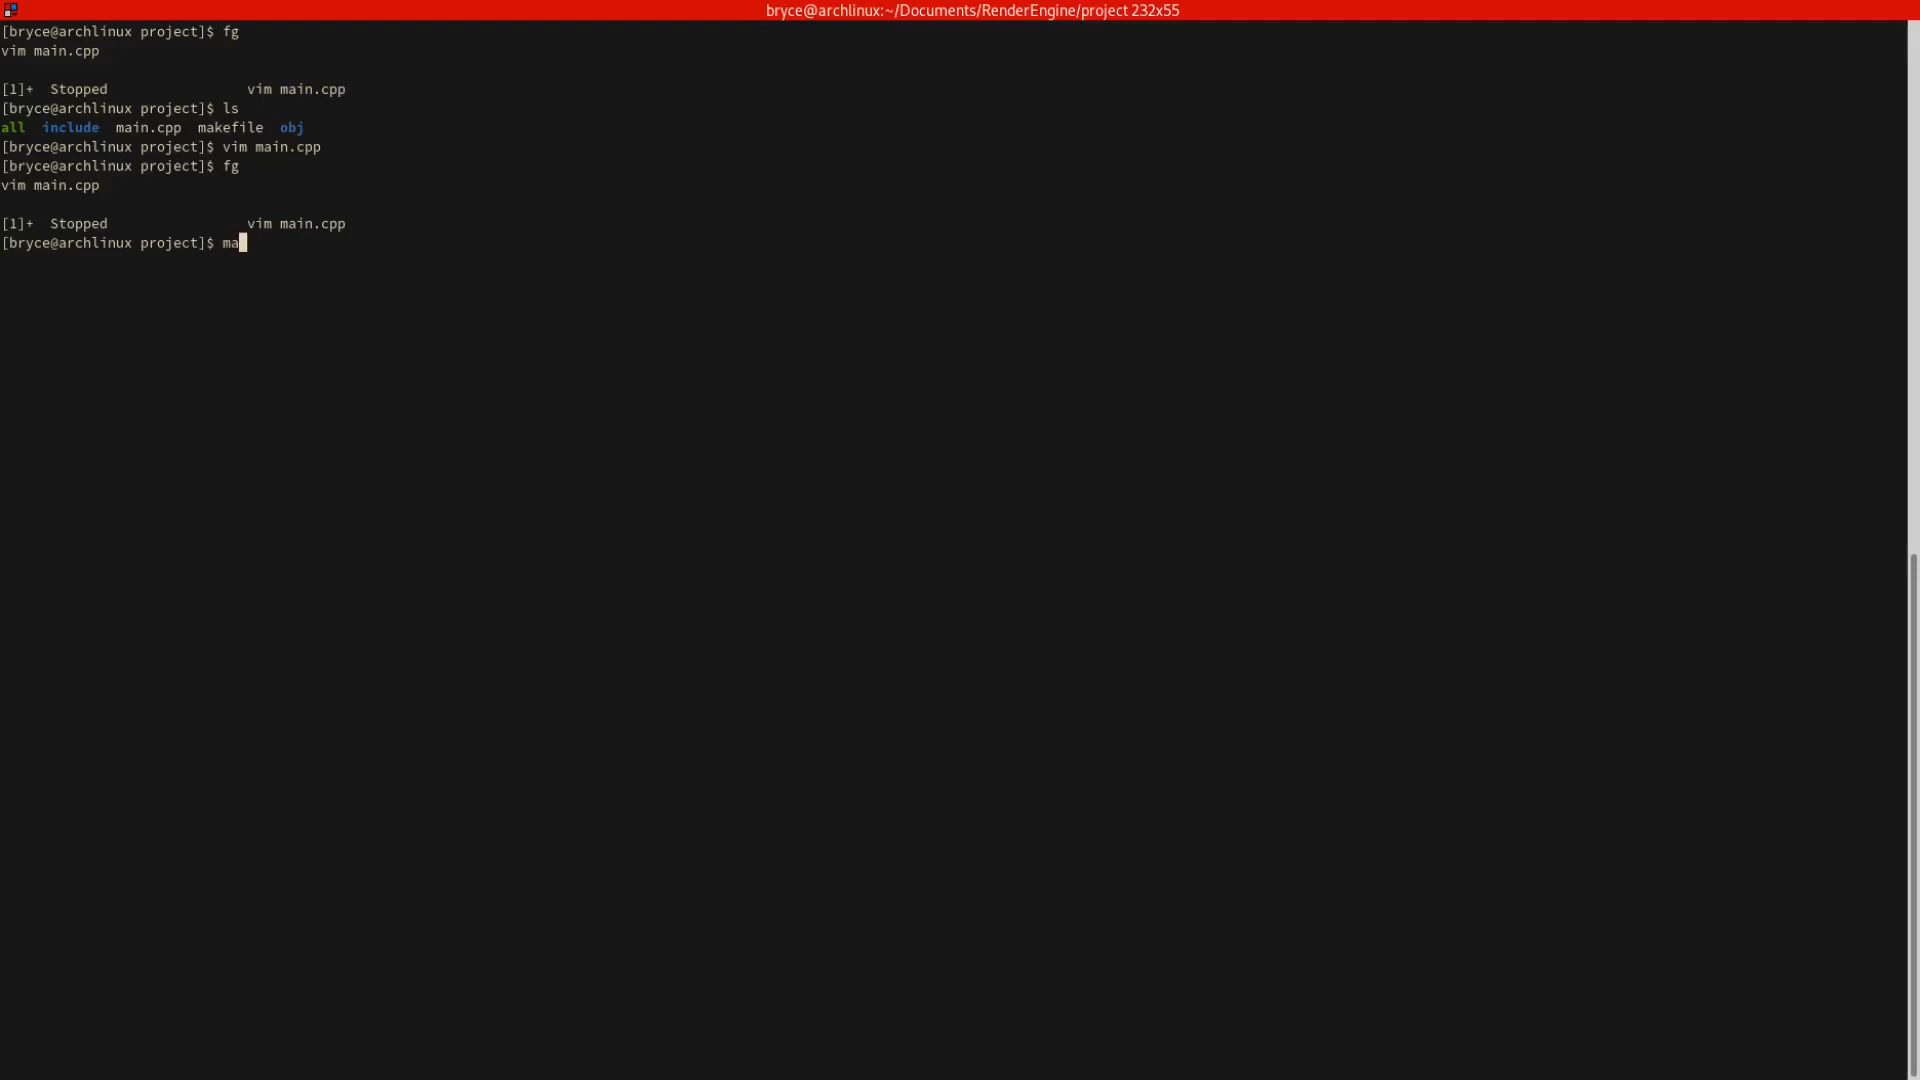 bryce@archlinux:~/Documents/RenderEngine/project 232x55
[bryce@archlinux project]$ fg
vim main.cpp
[1]+  Stopped                 vim main.cpp
[bryce@archlinux project]$ ls
all  include  main.cpp  makefile  obj
[bryce@archlinux project]$ vim main.cpp
[bryce@archlinux project]$ fg
vim main.cpp
[1]+  Stopped                 vim main.cpp
[bryce@archlinux project]$ ma